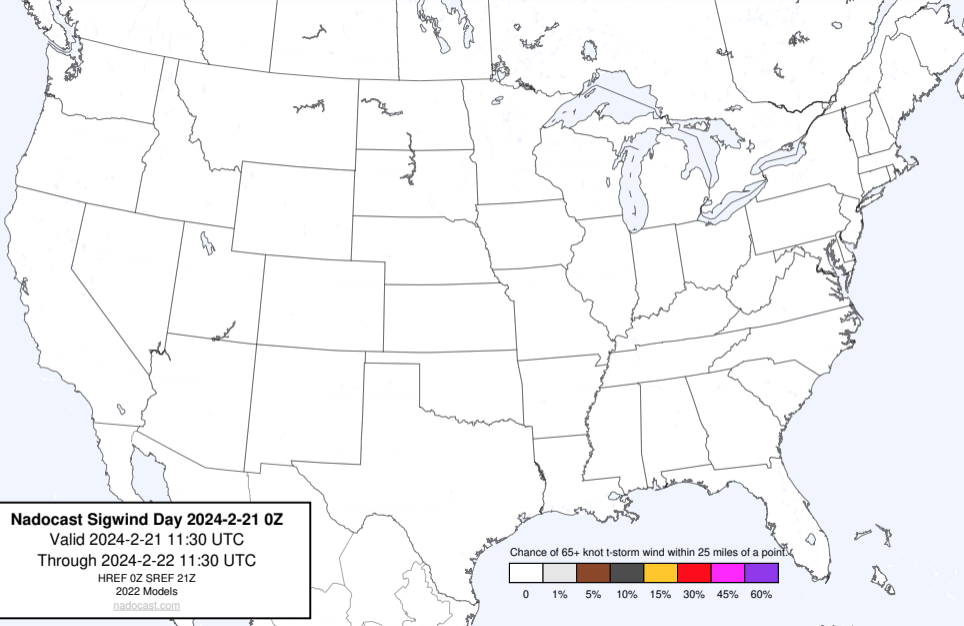 Nadocast Sigwind Day 2024-2-21 0Z
Valid 2024-2-21 11:30 UTC
Through 2024-2-22 11:30 UTC
HREF 0Z SREF 21Z
2022 Models
nadocast.com
Chance of 65+ knot t-storm wind within 25 miles of a point.
0 1% 5% 10% 15% 30% 45% 60%